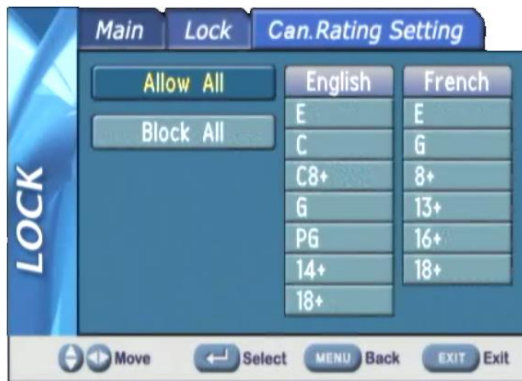 Main Lock Can.Rating Setting
Allow All
Block All
English
E
C
C8+
G
PG
14+
18+
French
E
G
8+
13+
16+
18+
LOCK
Move Select MENU Back EXIT Exit